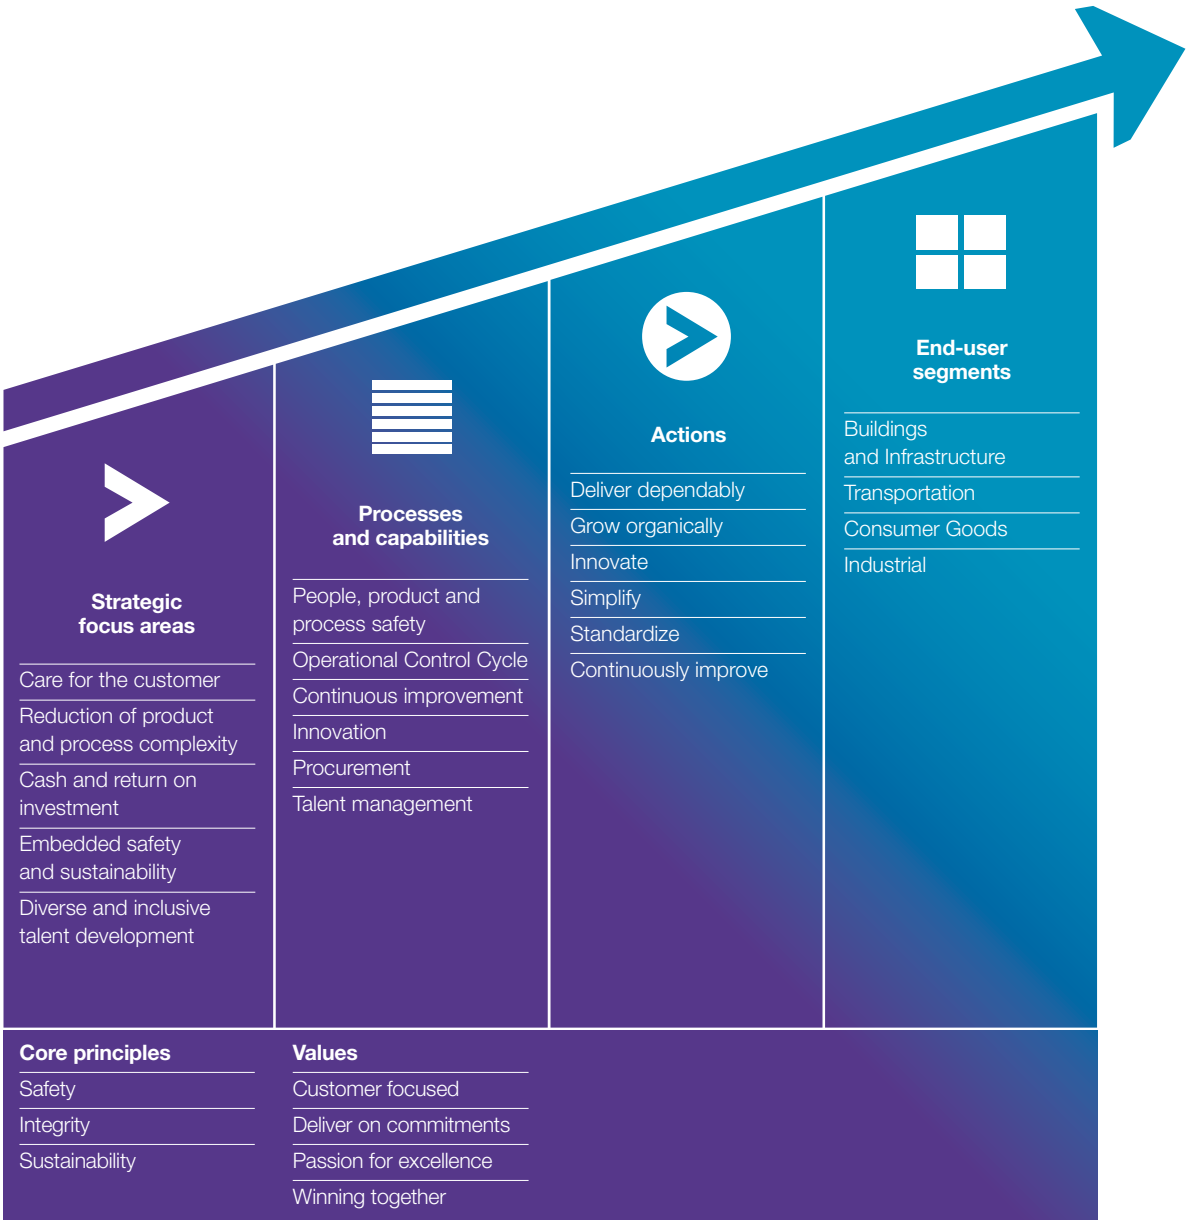 Strategic
focus areas
Care for the customer
Reduction of product
and process complexity
Cash and return on
investment
Embedded safety
and sustainability
Diverse and inclusive
talent development
Processes
and capabilities
People, product and
process safety
Operational Control Cycle
Continuous improvement
Innovation
Procurement
Talent management
Actions
Deliver dependably
Grow organically
Innovate
Simplify
Standardize
Continuously improve
End-user
segments
Buildings
and Infrastructure
Transportation
Consumer Goods
Industrial
Core principles
Safety
Integrity
Sustainability
Values
Customer focused
Deliver on commitments
Passion for excellence
Winning together